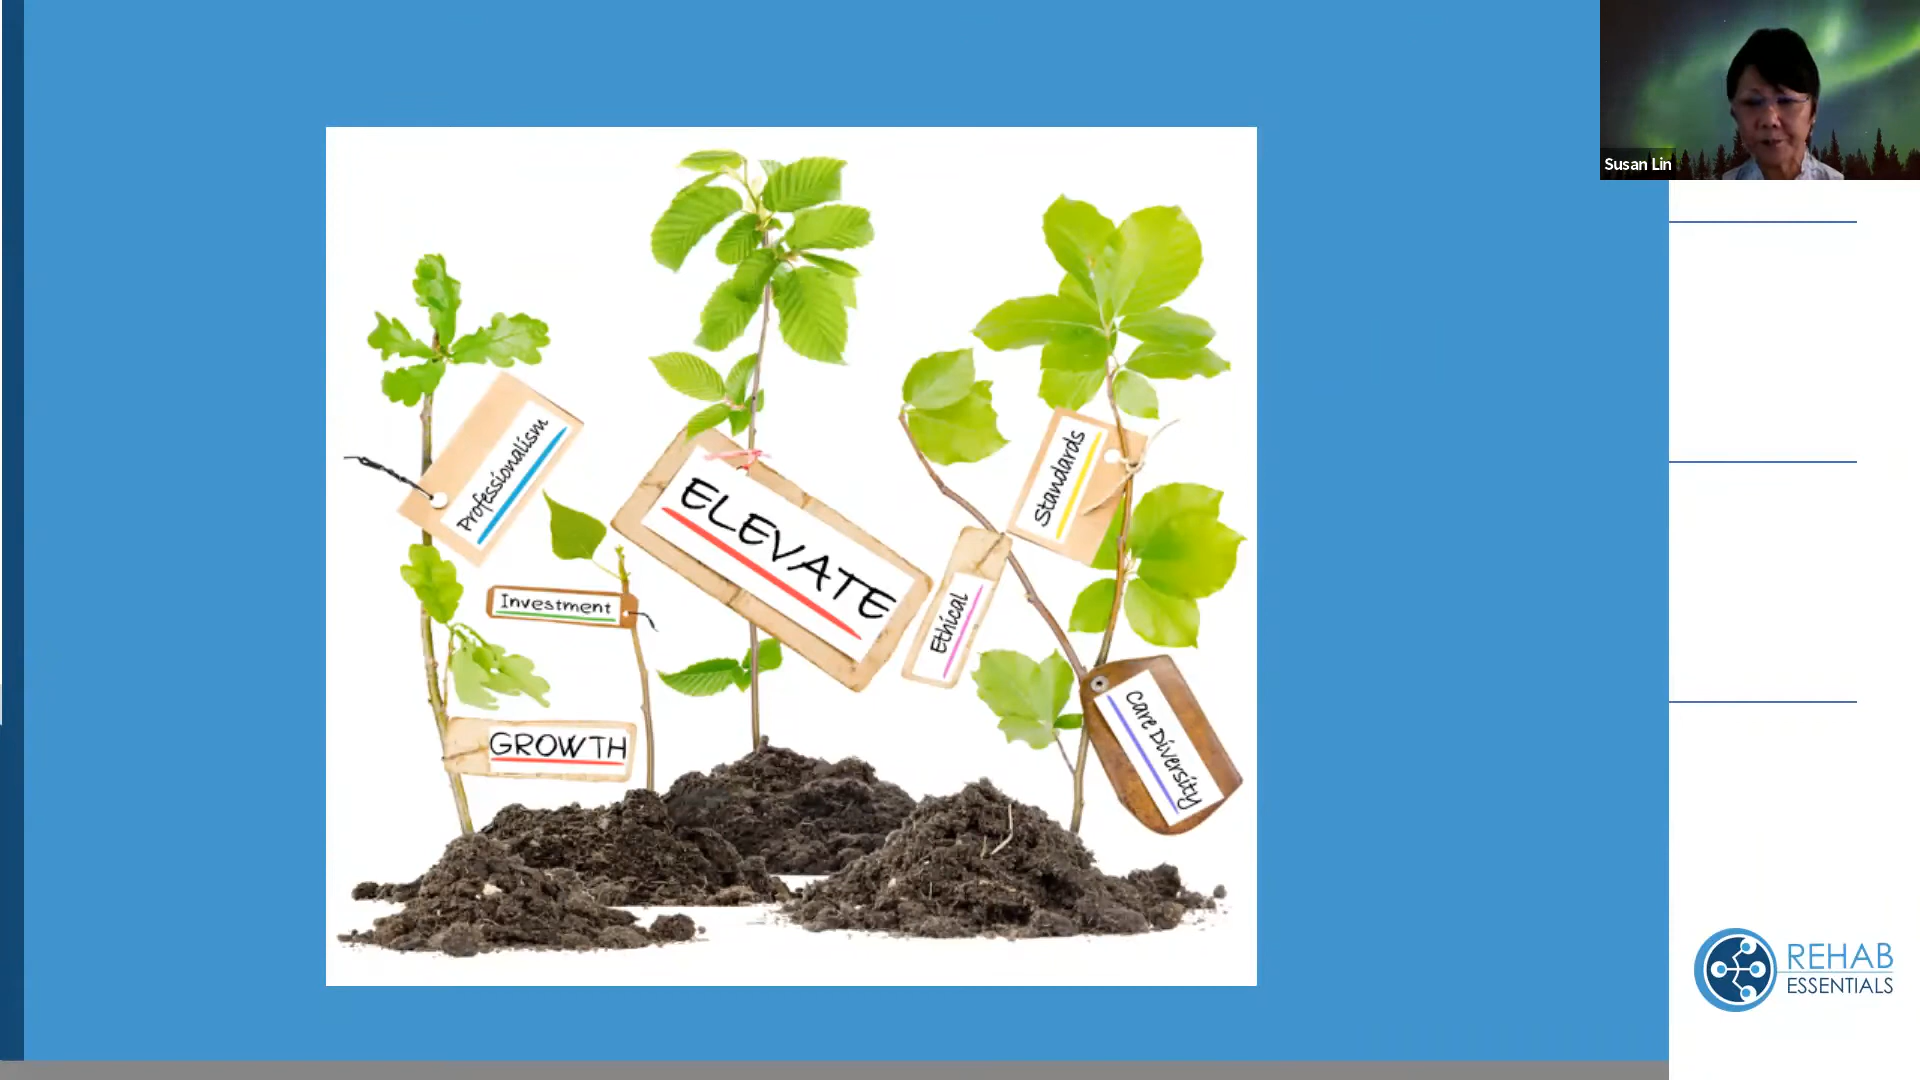 Susan Lin
Professionalism
ELEVATE
Standards
Investment
Ethical
GROWTH
Care Diversity
REHAB
ESSENTIALS